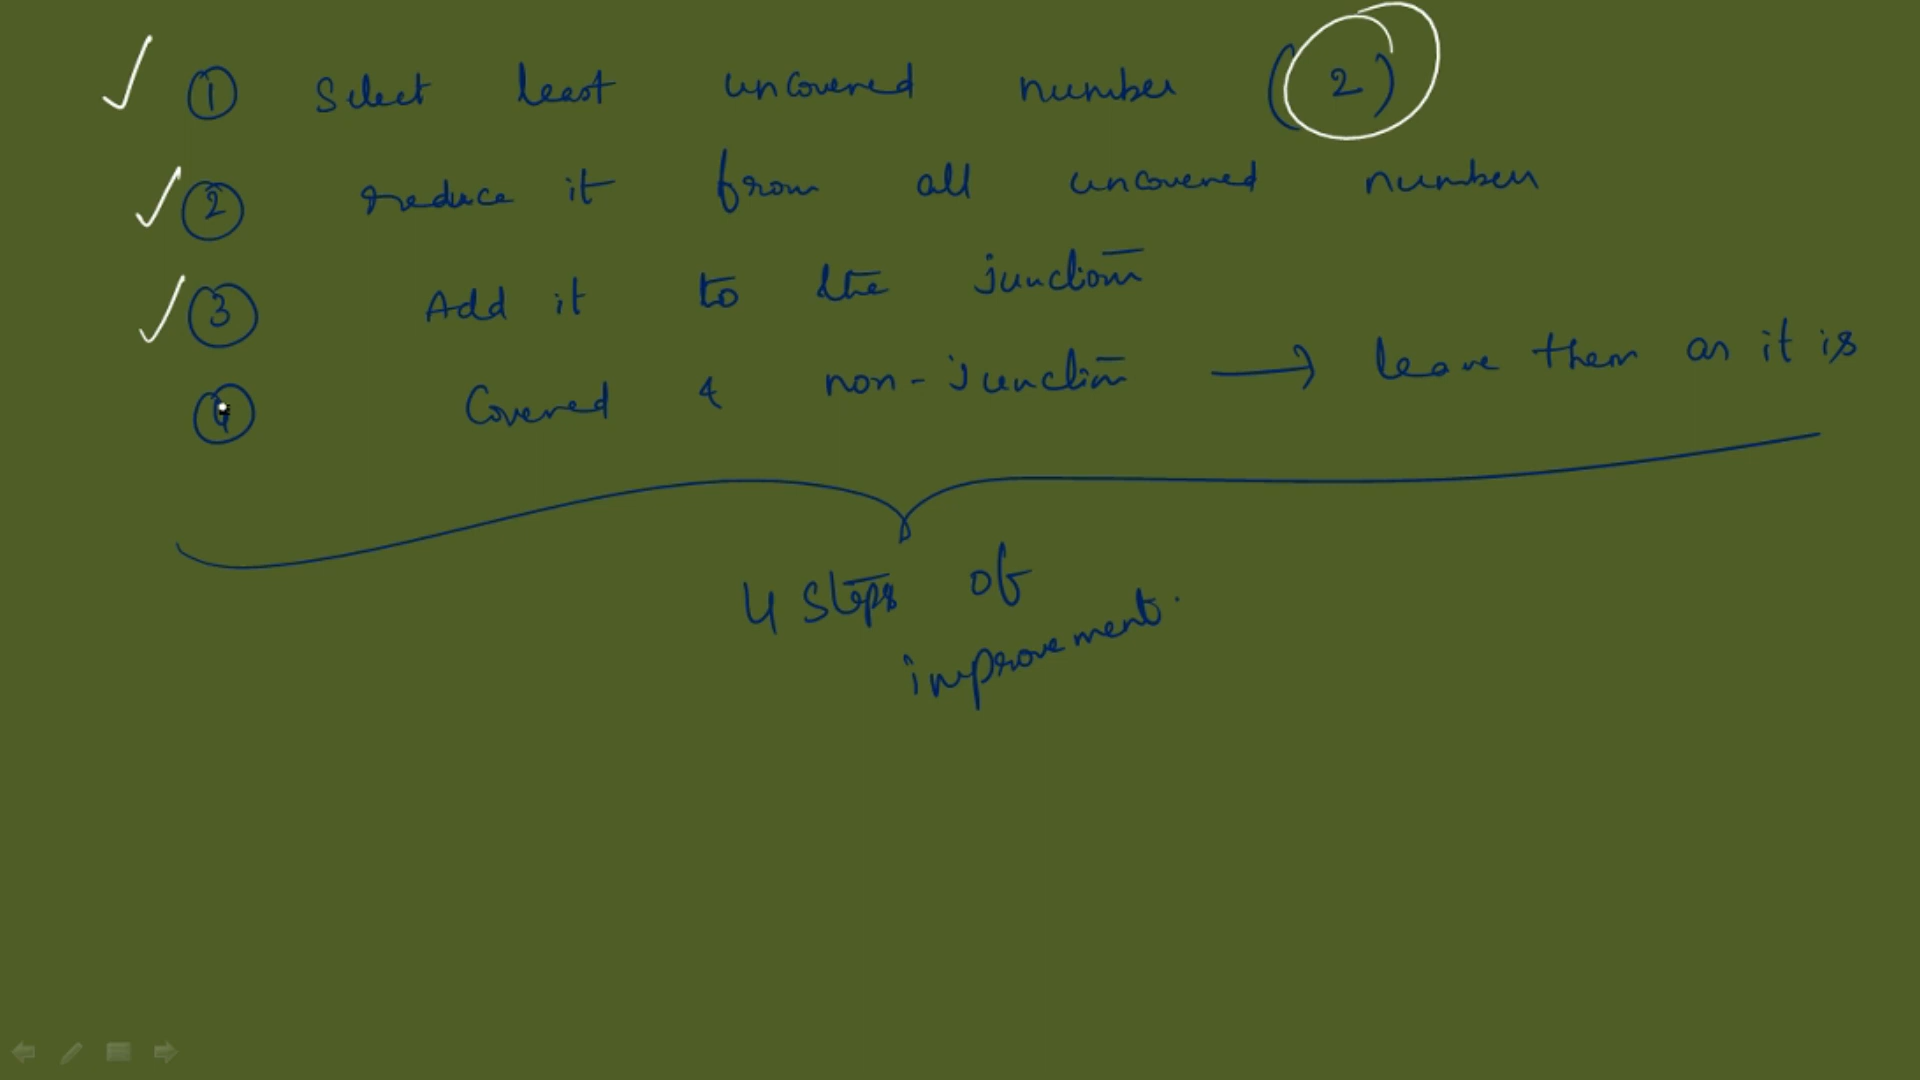 ① Select least uncovered number (2)
② reduce it from all uncovered number
③ Add it to the junction
④ Covered & non-junction → leave them as it is
4 steps of
improvement.